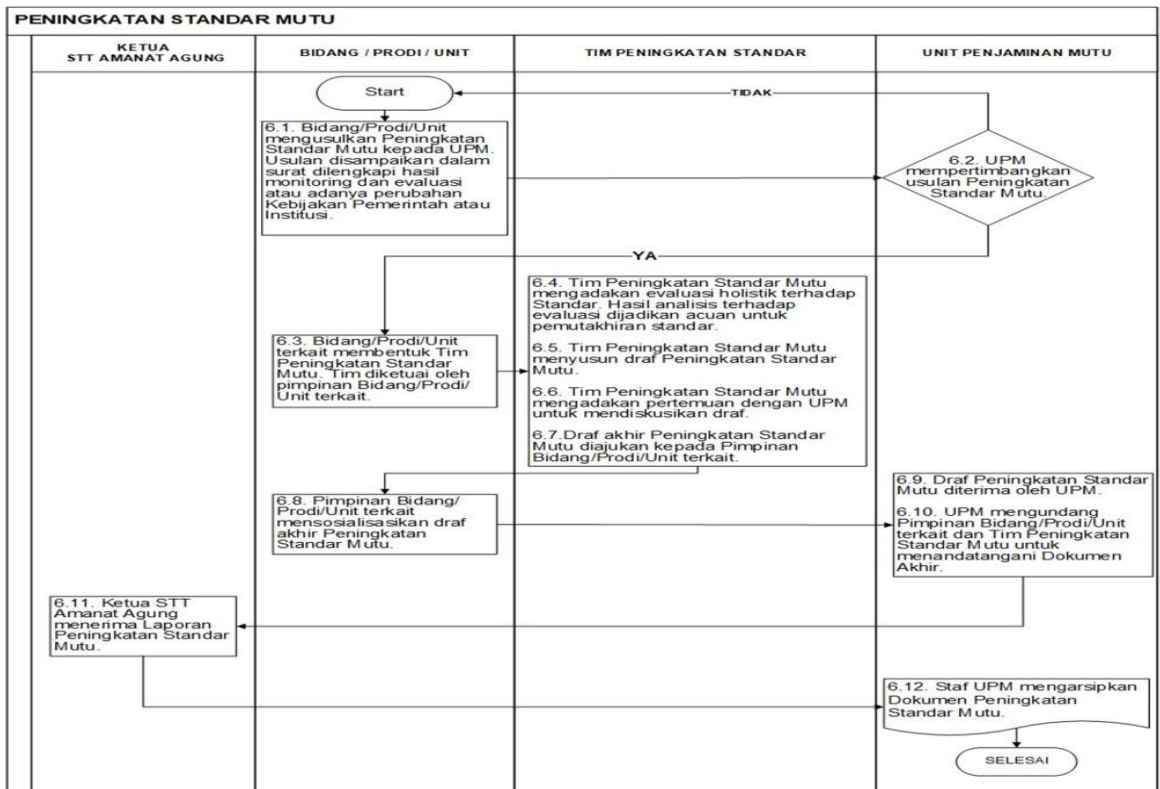 PENINGKATAN STANDAR MUTU
KETUA
STT AMANAT AGUNG
BIDANG / PRODI / UNIT
TIM PENINGKATAN STANDAR
UNIT PENJAMINAN MUTU
Start
TIDAK
6.1. Bidang/Prodi/Unit
mengusulkan Peningkatan
Standar Mutu kepada UPM.
Usulan disampaikan dalam
surat dilengkapi hasil
monitoring dan evaluasi
atau adanya perubahan
Kebijakan Pemerintah atau
Institusi.
6.2. UPM
mempertimbangkan
usulan Peningkatan
Standar Mutu.
YA
6.3. Bidang/Prodi/Unit
terkait membentuk Tim
Peningkatan Standar
Mutu. Tim diketuai oleh
pimpinan Bidang/Prodi/
Unit terkait.
6.4. Tim Peningkatan Standar Mutu
mengadakan evaluasi holistik terhadap
Standar. Hasil analisis terhadap
evaluasi dijadikan acuan untuk
pemutakhiran standar.
6.5. Tim Peningkatan Standar Mutu
menyusun draf Peningkatan Standar
Mutu.
6.6. Tim Peningkatan Standar Mutu
mengadakan pertemuan dengan UPM
untuk mendiskusikan draf.
6.7.Draf akhir Peningkatan Standar
Mutu diajukan kepada Pimpinan
Bidang/Prodi/Unit terkait.
6.8. Pimpinan Bidang/
Prodi/Unit terkait
mensosialisasikan draf
akhir Peningkatan
Standar Mutu.
6.9. Draf Peningkatan Standar
Mutu diterima oleh UPM.
6.10. UPM mengundang
Pimpinan Bidang/Prodi/Unit
terkait dan Tim Peningkatan
Standar Mutu untuk
menandatangani Dokumen
Akhir.
6.11. Ketua STT
Amanat Agung
menerima Laporan
Peningkatan Standar
Mutu.
6.12. Staf UPM mengarsipkan
Dokumen Peningkatan
Standar Mutu.
SELESAI